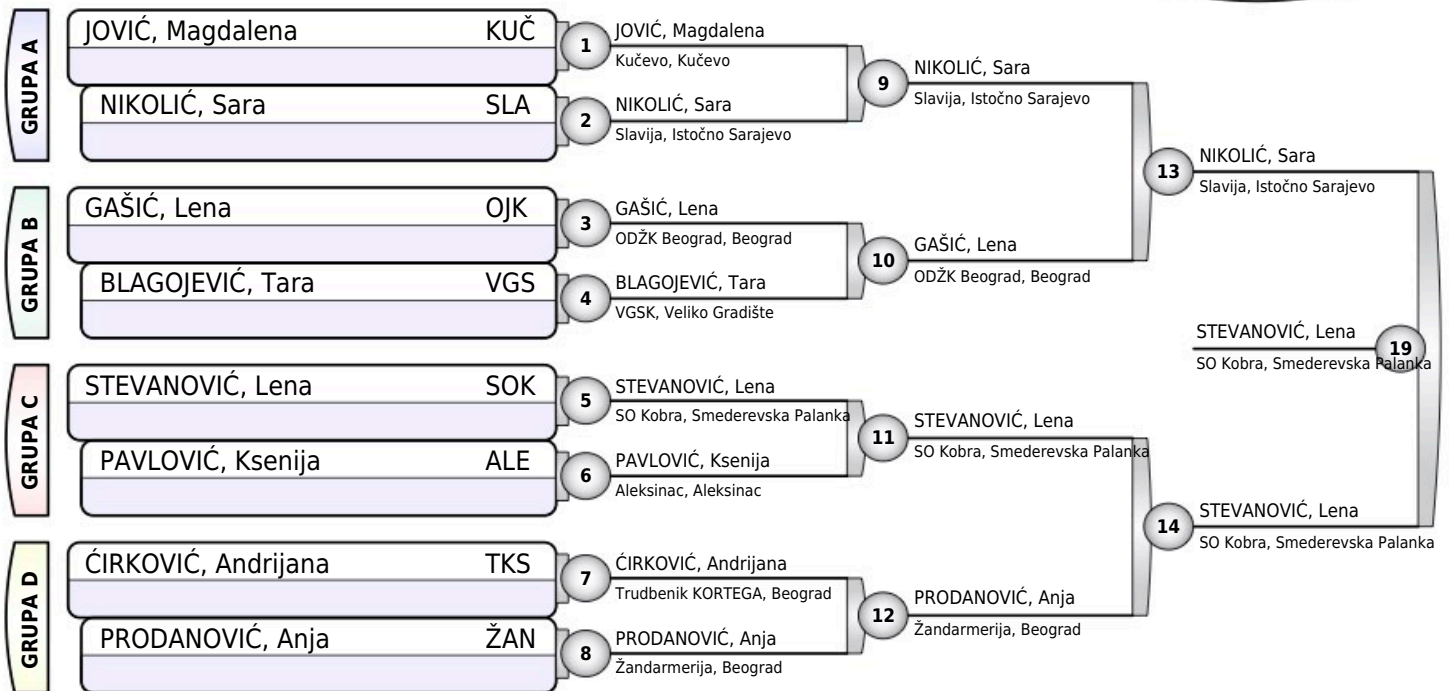 GRUPA A
JOVIĆ, Magdalena KUČ
NIKOLIĆ, Sara SLA
1
JOVIĆ, Magdalena
Kučevo, Kučevo
2
NIKOLIĆ, Sara
Slavija, Istočno Sarajevo
9
NIKOLIĆ, Sara
Slavija, Istočno Sarajevo
GRUPA B
GAŠIĆ, Lena OJK
BLAGOJEVIĆ, Tara VGS
3
GAŠIĆ, Lena
ODŽK Beograd, Beograd
4
BLAGOJEVIĆ, Tara
VGSK, Veliko Gradište
10
GAŠIĆ, Lena
ODŽK Beograd, Beograd
13
NIKOLIĆ, Sara
Slavija, Istočno Sarajevo
GRUPA C
STEVANOVIĆ, Lena SOK
PAVLOVIĆ, Ksenija ALE
5
STEVANOVIĆ, Lena
SO Kobra, Smederevska Palanka
6
PAVLOVIĆ, Ksenija
Aleksinac, Aleksinac
11
STEVANOVIĆ, Lena
SO Kobra, Smederevska Palanka
GRUPA D
ĆIRKOVIĆ, Andrijana TKS
PRODANOVIĆ, Anja ŽAN
7
ĆIRKOVIĆ, Andrijana
Trudbenik KORTEGA, Beograd
8
PRODANOVIĆ, Anja
Žandarmerija, Beograd
12
PRODANOVIĆ, Anja
Žandarmerija, Beograd
14
STEVANOVIĆ, Lena
SO Kobra, Smederevska Palanka
STEVANOVIĆ, Lena
19
SO Kobra, Smederevska Palanka